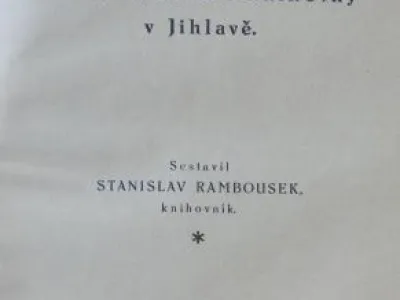 v Jihlavě.
Sestavil
STANISLAV RAMBOUSEK,
knihovník.
*